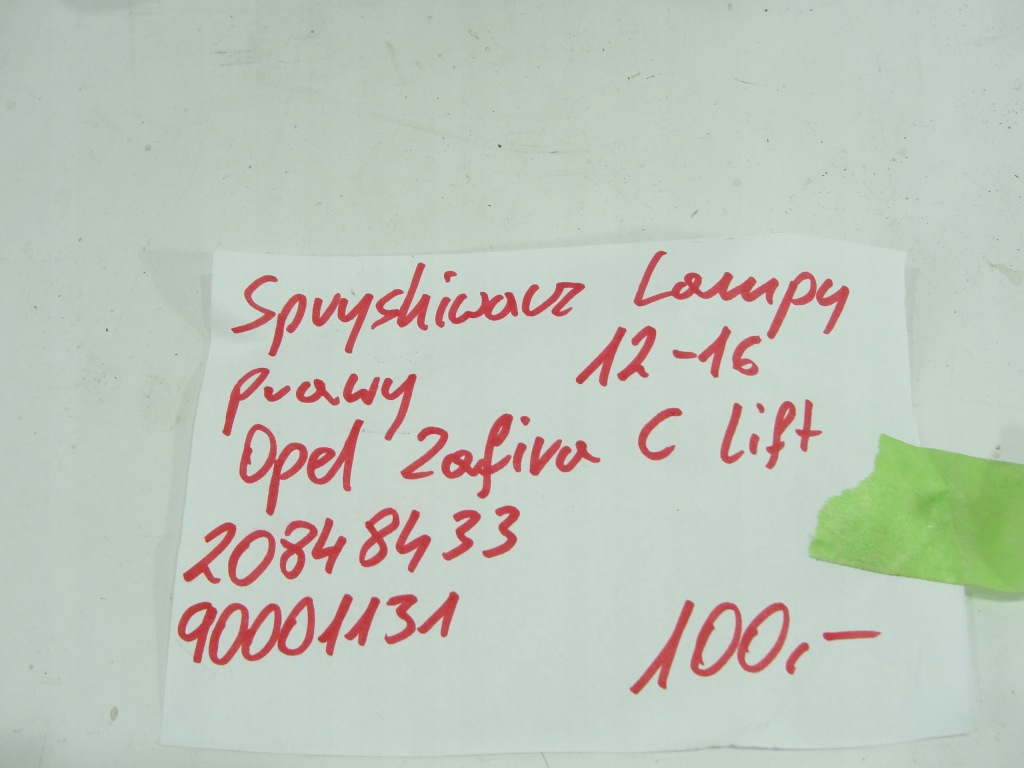 Spryskiwacz Lampy
prawy 12-16
Opel Zafira C lift
20848433
90001131
100,-